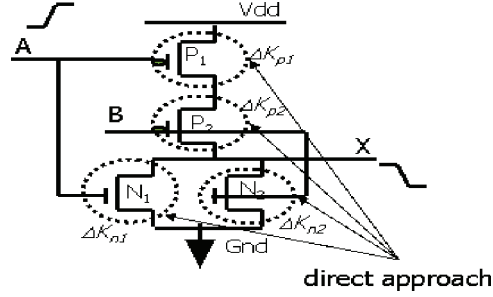 Vdd
A
P1
ΔKp1
ΔKp2
B
P2
X
N1
N2
ΔKn1
ΔKn2
Gnd
direct approach